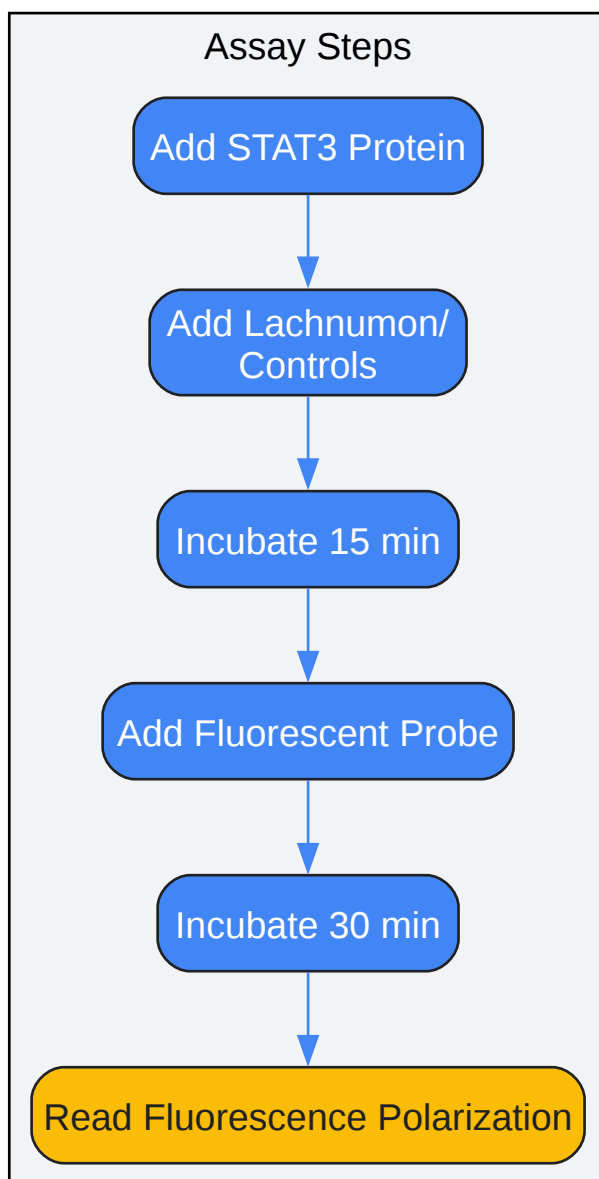 Assay Steps
Add STAT3 Protein
Add Lachnumon/
Controls
Incubate 15 min
Add Fluorescent Probe
Incubate 30 min
Read Fluorescence Polarization